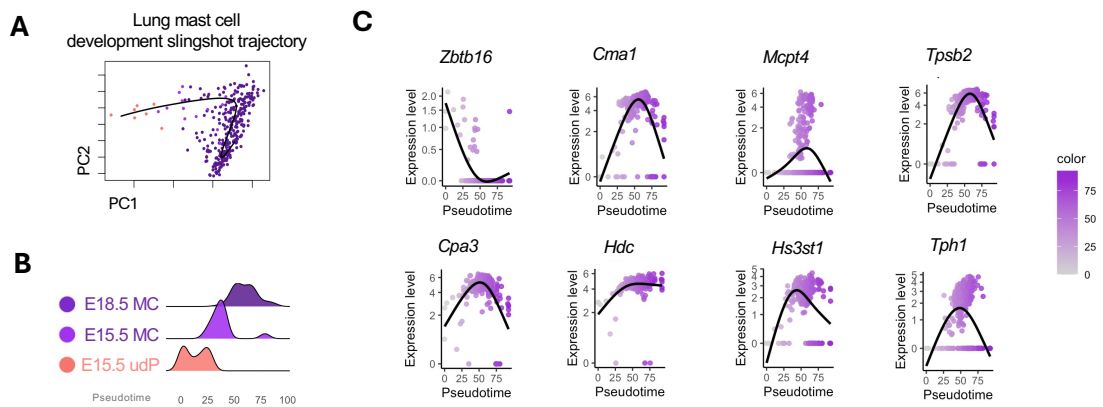 A
Lung mast cell
development slingshot trajectory
PC2
PC1
B
E18.5 MC
E15.5 MC
E15.5 udP
Pseudotime 0 25 50 75 100
C
Zbtb16
Expression level
2.0
1.5
1.0
0.5
0.0
0 25 50 75
Pseudotime
Cma1
Expression level
6
4
2
0
0 25 50 75
Pseudotime
Mcpt4
Expression level
6
4
2
0
0 25 50 75
Pseudotime
Tpsb2
Expression level
6
4
2
0
0 25 50 75
Pseudotime
Cpa3
Expression level
6
4
2
0
0 25 50 75
Pseudotime
Hdc
Expression level
6
4
2
0
0 25 50 75
Pseudotime
Hs3st1
Expression level
5
4
3
2
1
0
0 25 50 75
Pseudotime
Tph1
Expression level
5
4
3
2
1
0
0 25 50 75
Pseudotime
color
75
50
25
0